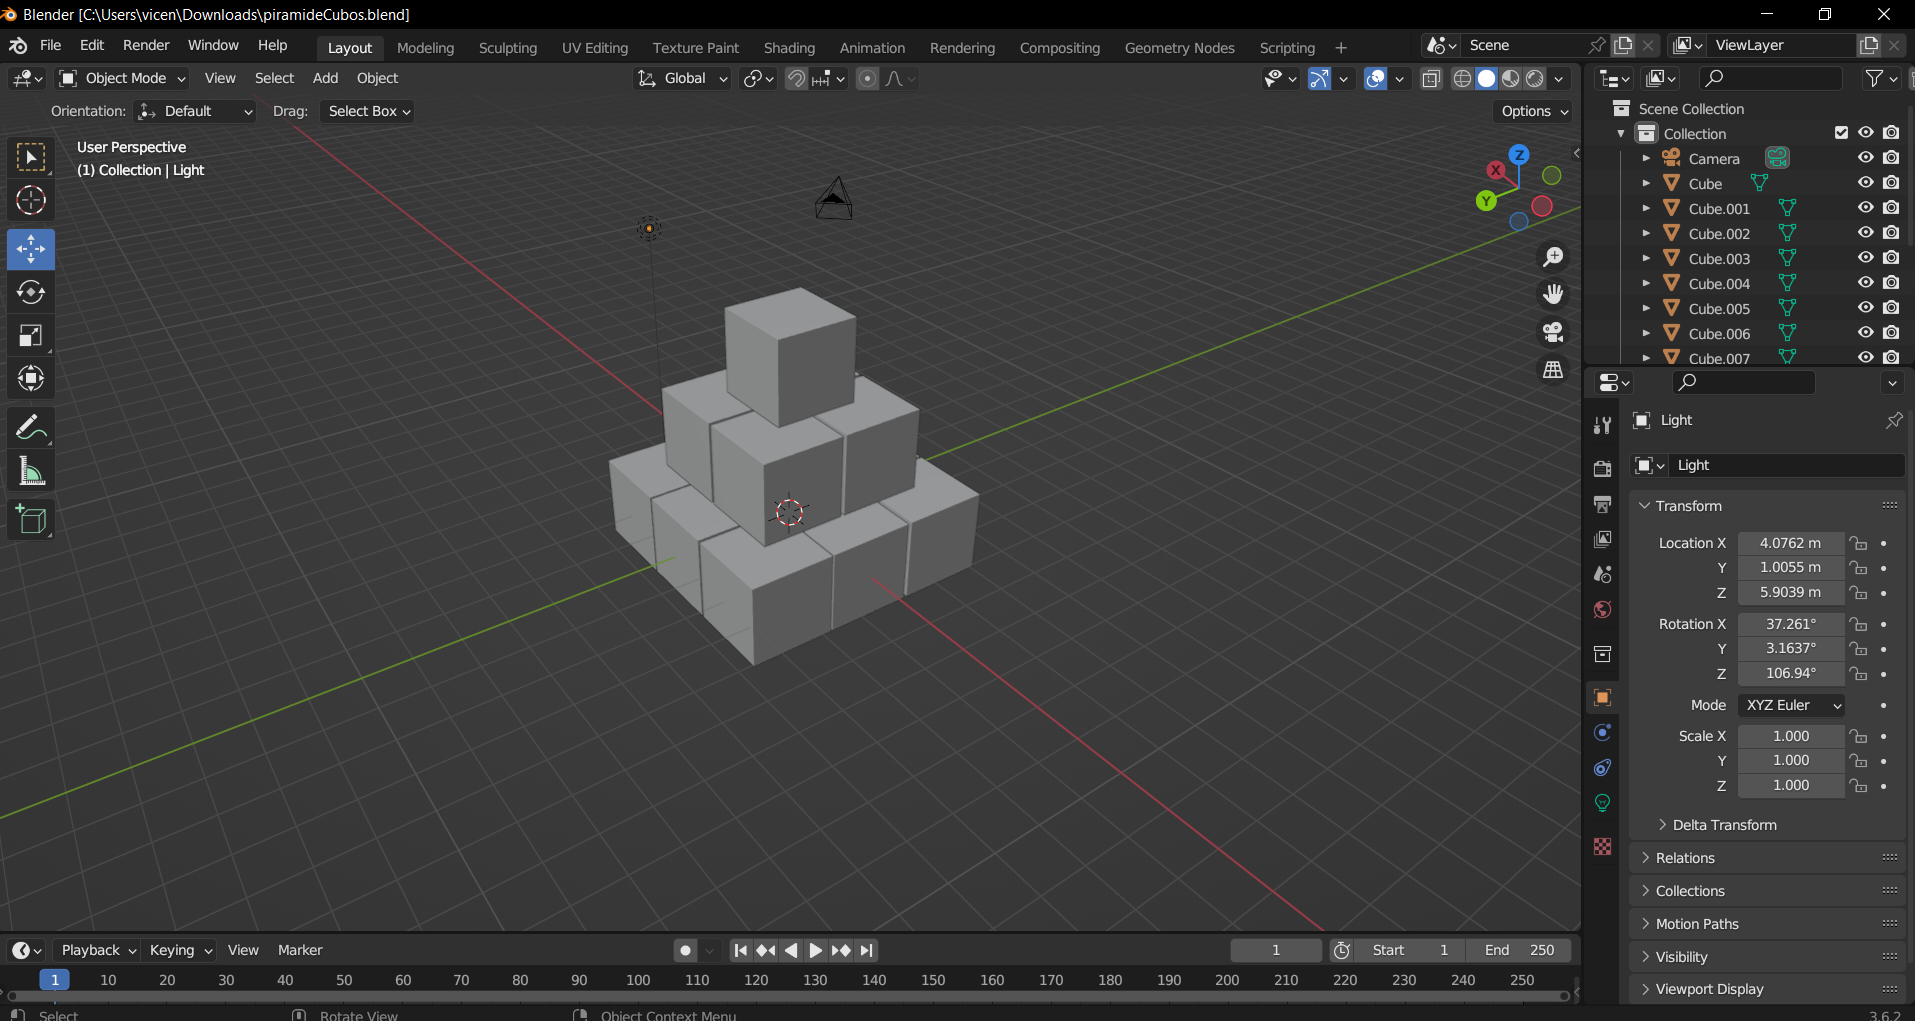 Blender [C:\Users\vicen\Downloads\piramideCubos.blend]
File Edit Render Window Help Layout Modeling Sculpting UV Editing Texture Paint Shading Animation Rendering Compositing Geometry Nodes Scripting + Scene ViewLayer
Object Mode View Select Add Object Global
Orientation: Default Drag: Select Box Options
User Perspective
(1) Collection | Light
Z
X
Y
Scene Collection
Collection
Camera
Cube
Cube.001
Cube.002
Cube.003
Cube.004
Cube.005
Cube.006
Cube.007
Light
Light
Transform
Location X 4.0762 m
Y 1.0055 m
Z 5.9039 m
Rotation X 37.261°
Y 3.1637°
Z 106.94°
Mode XYZ Euler
Scale X 1.000
Y 1.000
Z 1.000
Delta Transform
Relations
Collections
Motion Paths
Visibility
Viewport Display
Playback Keying View Marker 1 Start 1 End 250
1 10 20 30 40 50 60 70 80 90 100 110 120 130 140 150 160 170 180 190 200 210 220 230 240 250
Select Rotate View Object Context Menu 3.6.2